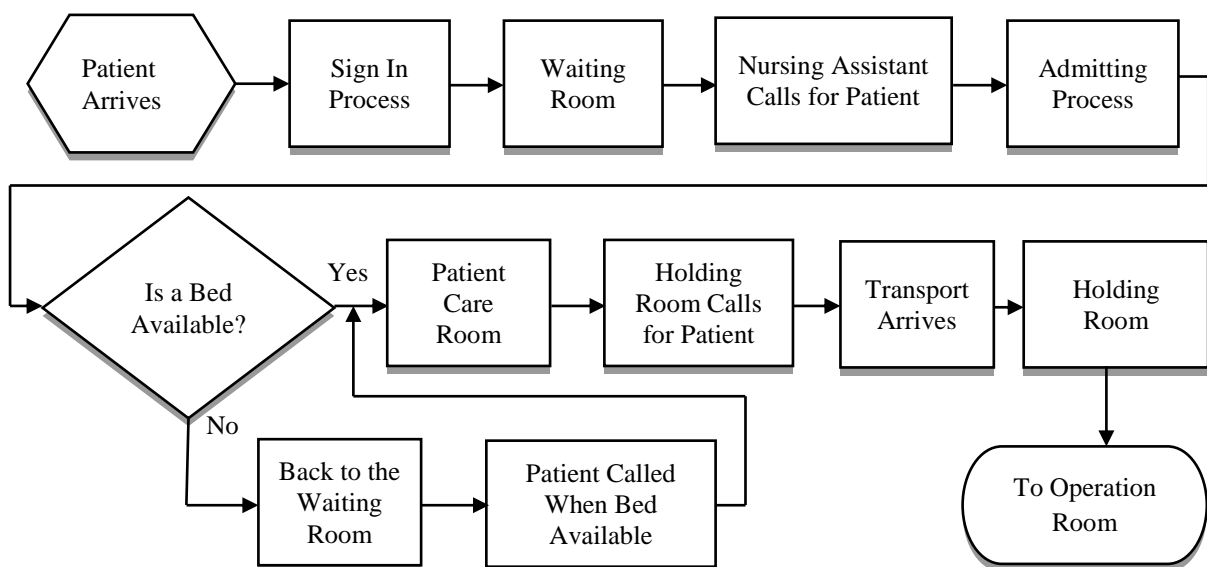 Patient
Arrives
Sign In
Process
Waiting
Room
Nursing Assistant
Calls for Patient
Admitting
Process
Is a Bed
Available?
Yes
Patient
Care
Room
Holding
Room Calls
for Patient
Transport
Arrives
Holding
Room
No
Back to the
Waiting
Room
Patient Called
When Bed
Available
To Operation
Room